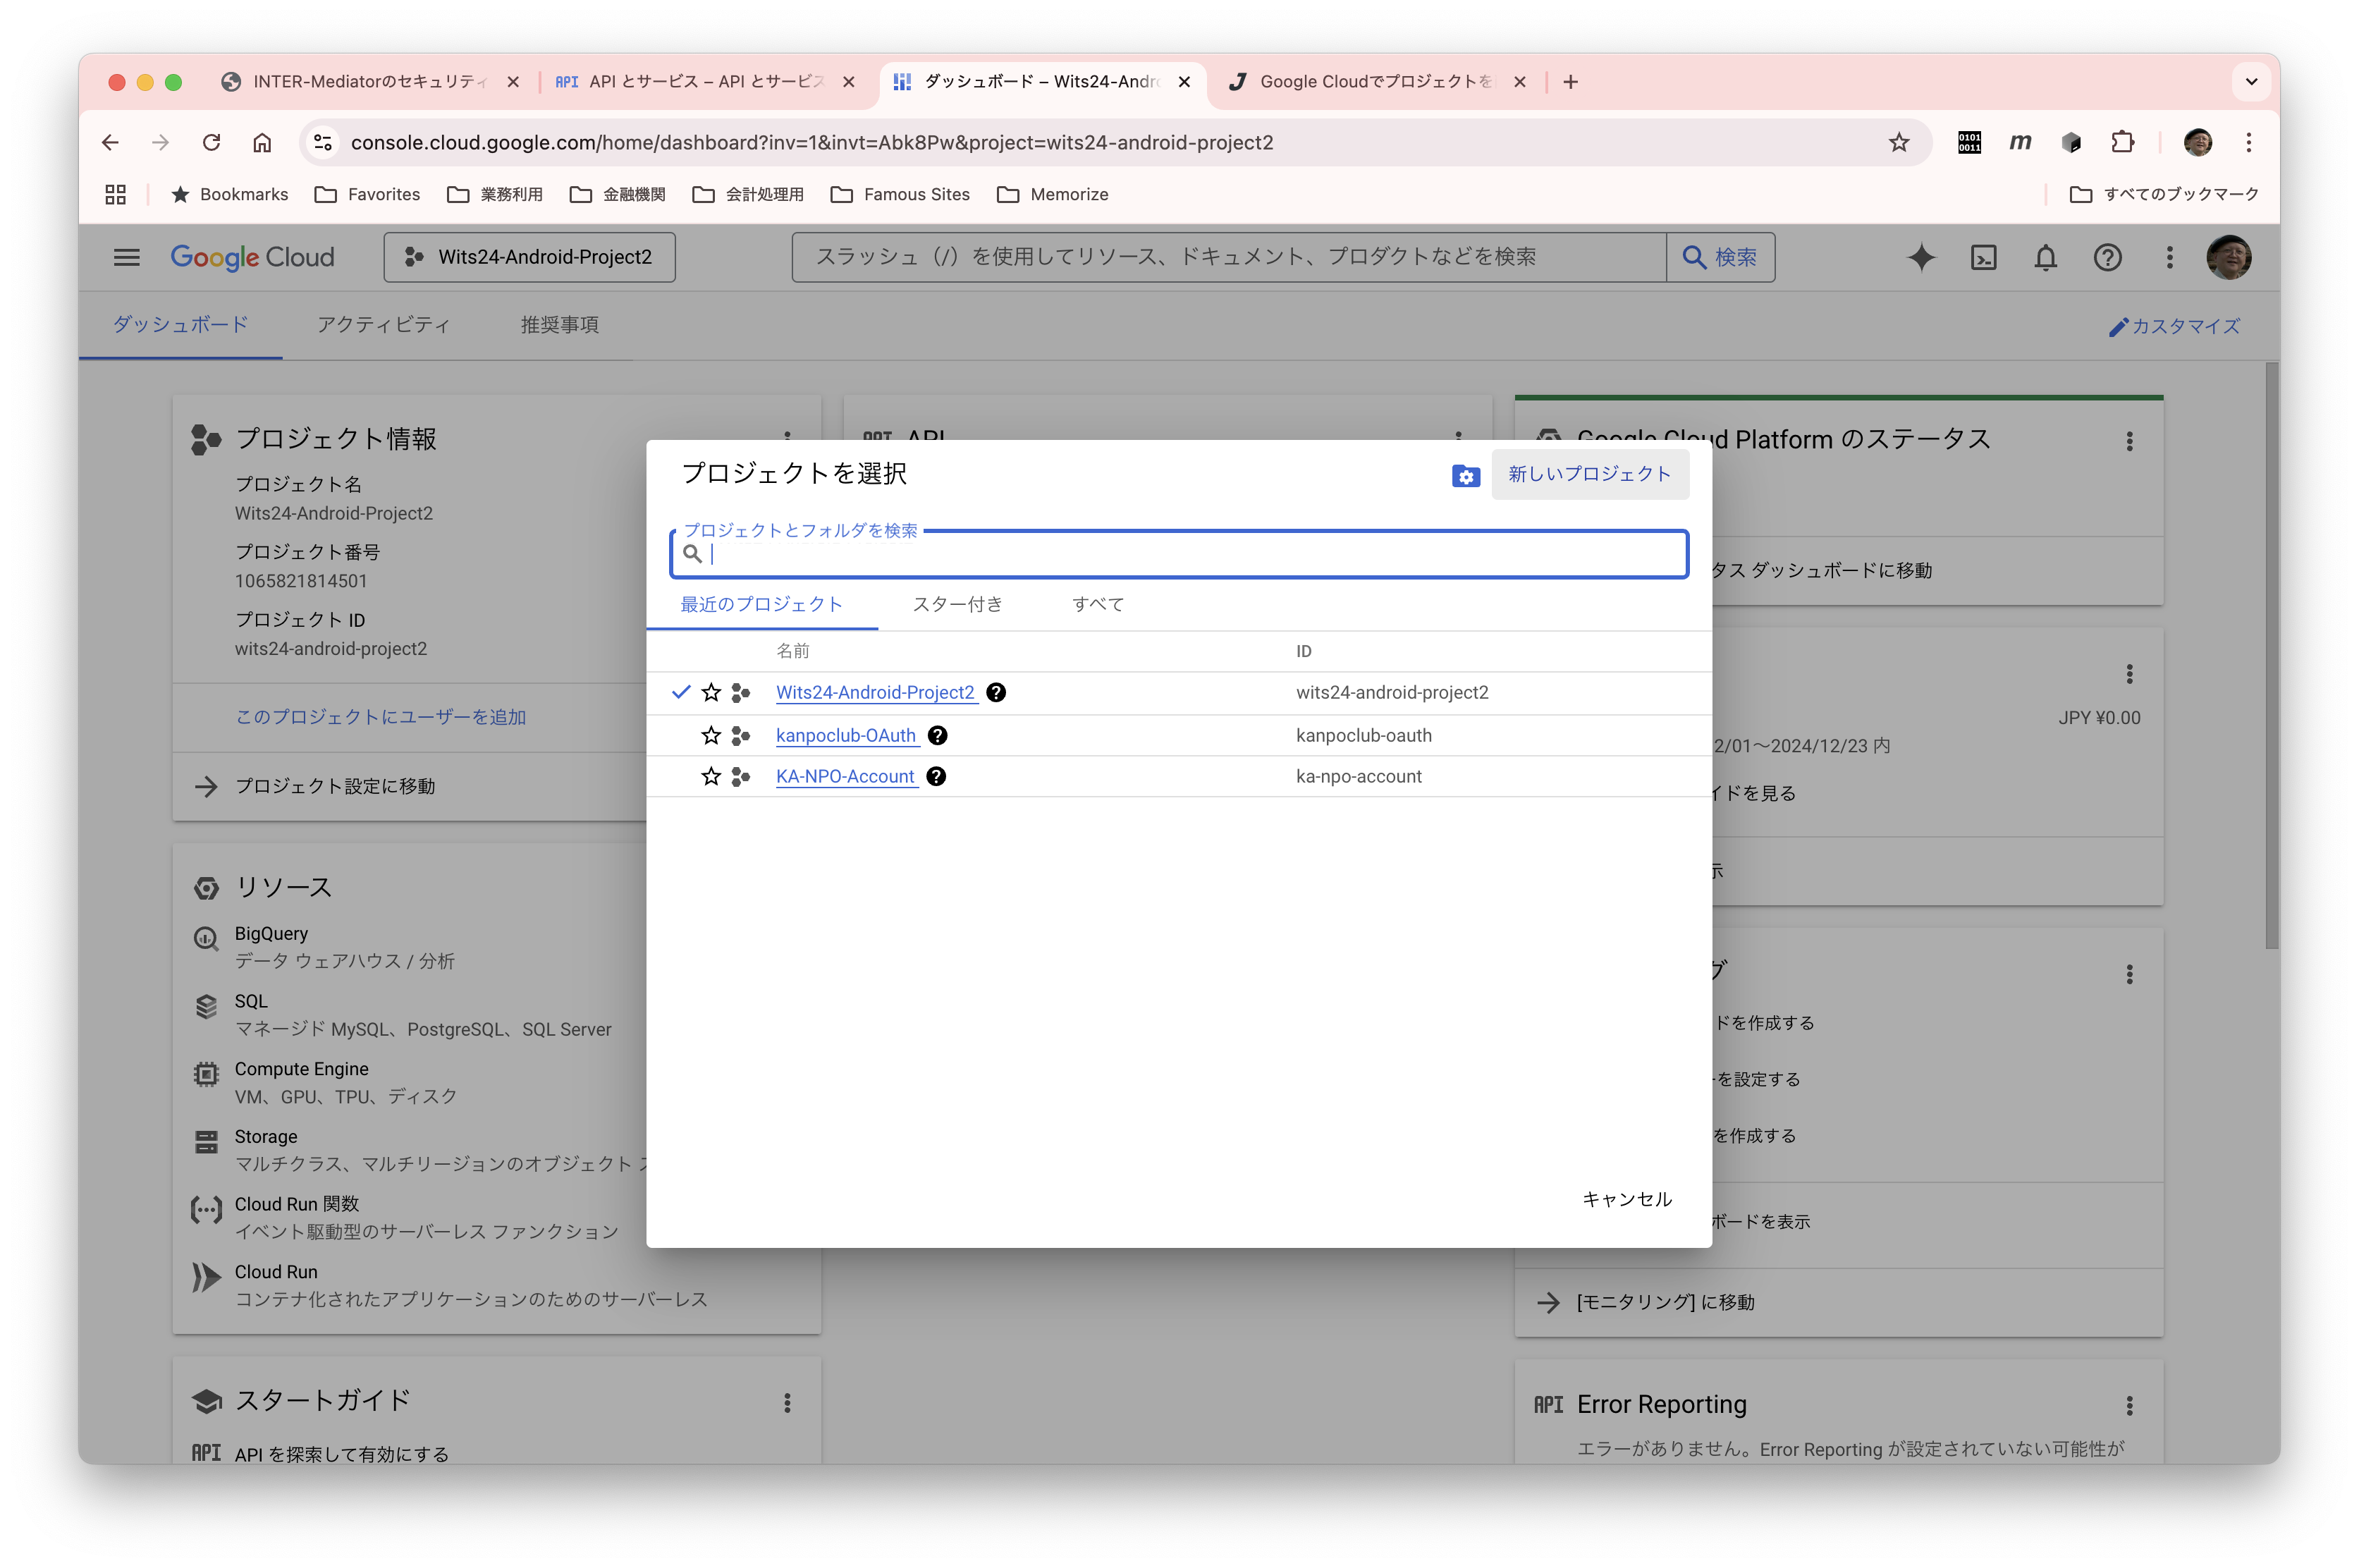 INTER-Mediatorのセキュリティ
API API とサービス – API とサービス
ダッシュボード – Wits24-Andro
Google Cloudでプロジェクトを
console.cloud.google.com/home/dashboard?inv=1&invt=Abk8Pw&project=wits24-android-project2
0101
0011
m
Bookmarks
Favorites
業務利用
金融機関
会計処理用
Famous Sites
Memorize
すべてのブックマーク
Google Cloud
Wits24-Android-Project2
スラッシュ（/）を使用してリソース、ドキュメント、プロダクトなどを検索
検索
ダッシュボード
アクティビティ
推奨事項
カスタマイズ
プロジェクト情報
プロジェクト名
Wits24-Android-Project2
プロジェクト番号
1065821814501
プロジェクト ID
wits24-android-project2
このプロジェクトにユーザーを追加
プロジェクト設定に移動
リソース
BigQuery
データ ウェアハウス / 分析
SQL
マネージド MySQL、PostgreSQL、SQL Server
Compute Engine
VM、GPU、TPU、ディスク
Storage
マルチクラス、マルチリージョンのオブジェクト ス
Cloud Run 関数
イベント駆動型のサーバーレス ファンクション
Cloud Run
コンテナ化されたアプリケーションのためのサーバーレス
スタートガイド
API API を探索して有効にする
API API
プロジェクトを選択
新しいプロジェクト
プロジェクトとフォルダを検索
最近のプロジェクト
スター付き
すべて
名前
ID
Wits24-Android-Project2
wits24-android-project2
kanpoclub-OAuth
kanpoclub-oauth
KA-NPO-Account
ka-npo-account
キャンセル
Google Cloud Platform のステータス
タス ダッシュボードに移動
JPY ¥0.00
2/01～2024/12/23 内
イドを見る
示
グ
ドを作成する
ーを設定する
を作成する
ボードを表示
[モニタリング] に移動
API Error Reporting
エラーがありません。Error Reporting が設定されていない可能性が